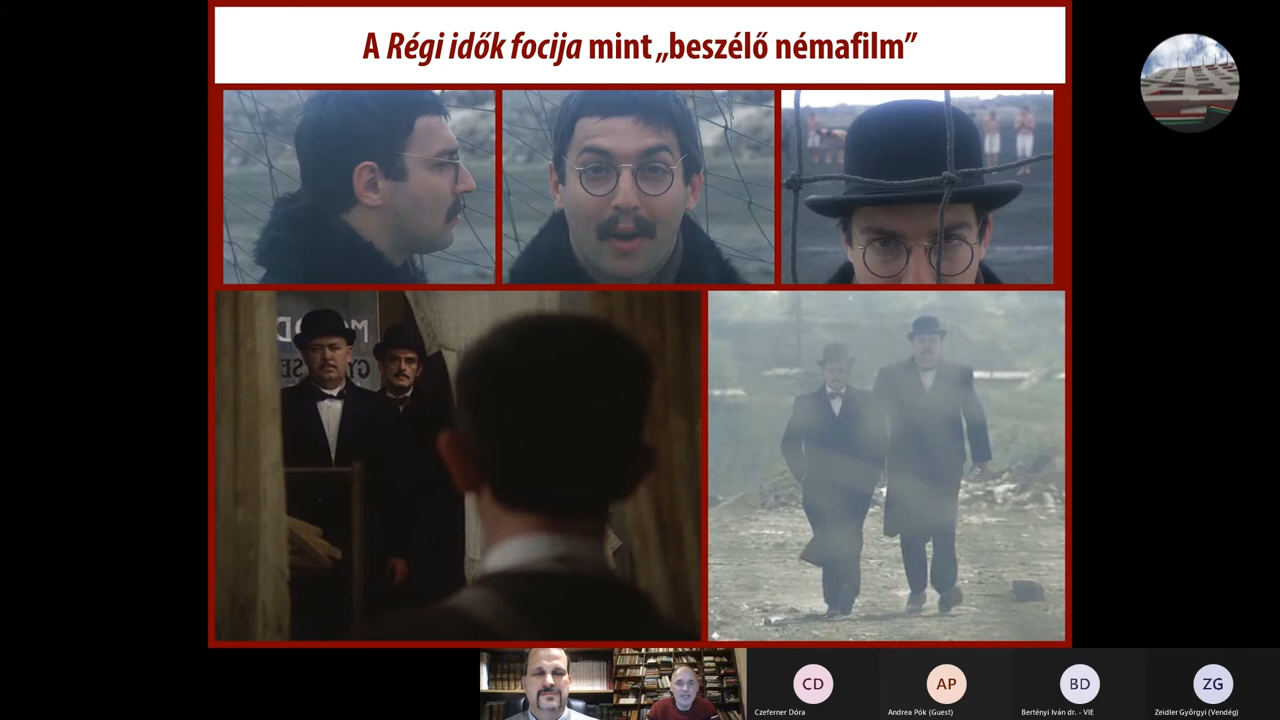 A Régi idők focija mint „beszélő némafilm”
CD
AP
BD
ZG
Czeferner Dóra
Andrea Pók (Guest)
Bertényi Iván dr. - VIE
Zeidler Györgyi (Vendég)